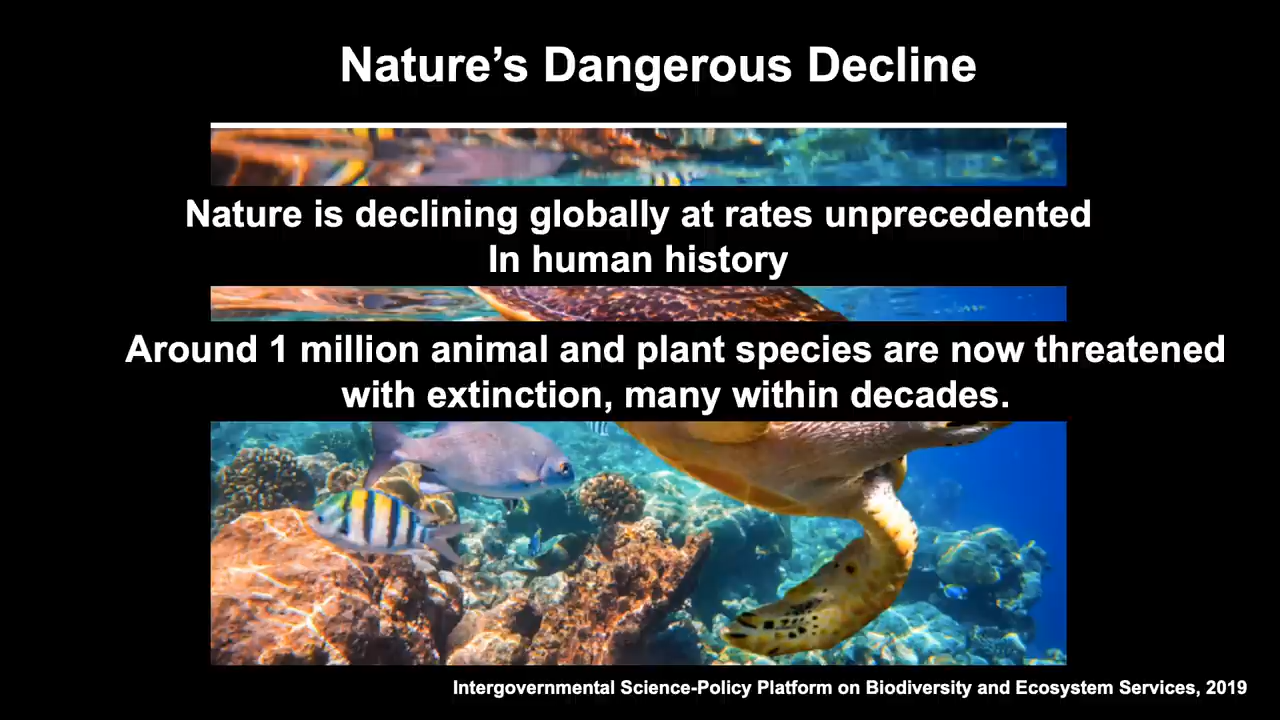 Nature’s Dangerous Decline
Nature is declining globally at rates unprecedented
In human history
Around 1 million animal and plant species are now threatened
with extinction, many within decades.
Intergovernmental Science-Policy Platform on Biodiversity and Ecosystem Services, 2019